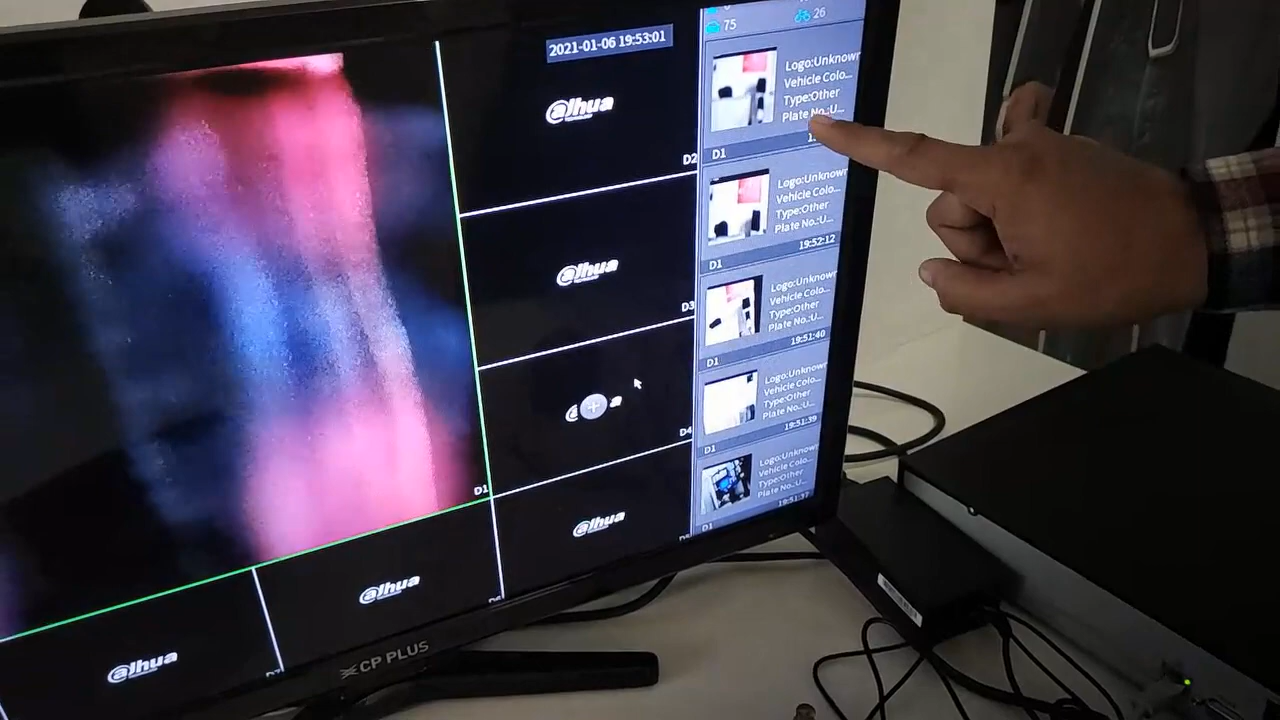 2021-01-06 19:53:01
alhua
D2
alhua
D3
D4
alhua
alhua
alhua
D1
CP PLUS
75
26
Logo:Unknown
Vehicle Colo...
Type:Other
Plate No.:U...
D1
Logo:Unknown
Vehicle Colo...
Type:Other
Plate No.:U...
19:52:12
D1
Logo:Unknown
Vehicle Colo...
Type:Other
Plate No.:U...
19:51:40
D1
Logo:Unknown
Vehicle Colo...
Type:Other
Plate No.:U...
19:51:39
D1
Logo:Unknown
Vehicle Colo...
Type:Other
Plate No.:U...
19:51:37
D1